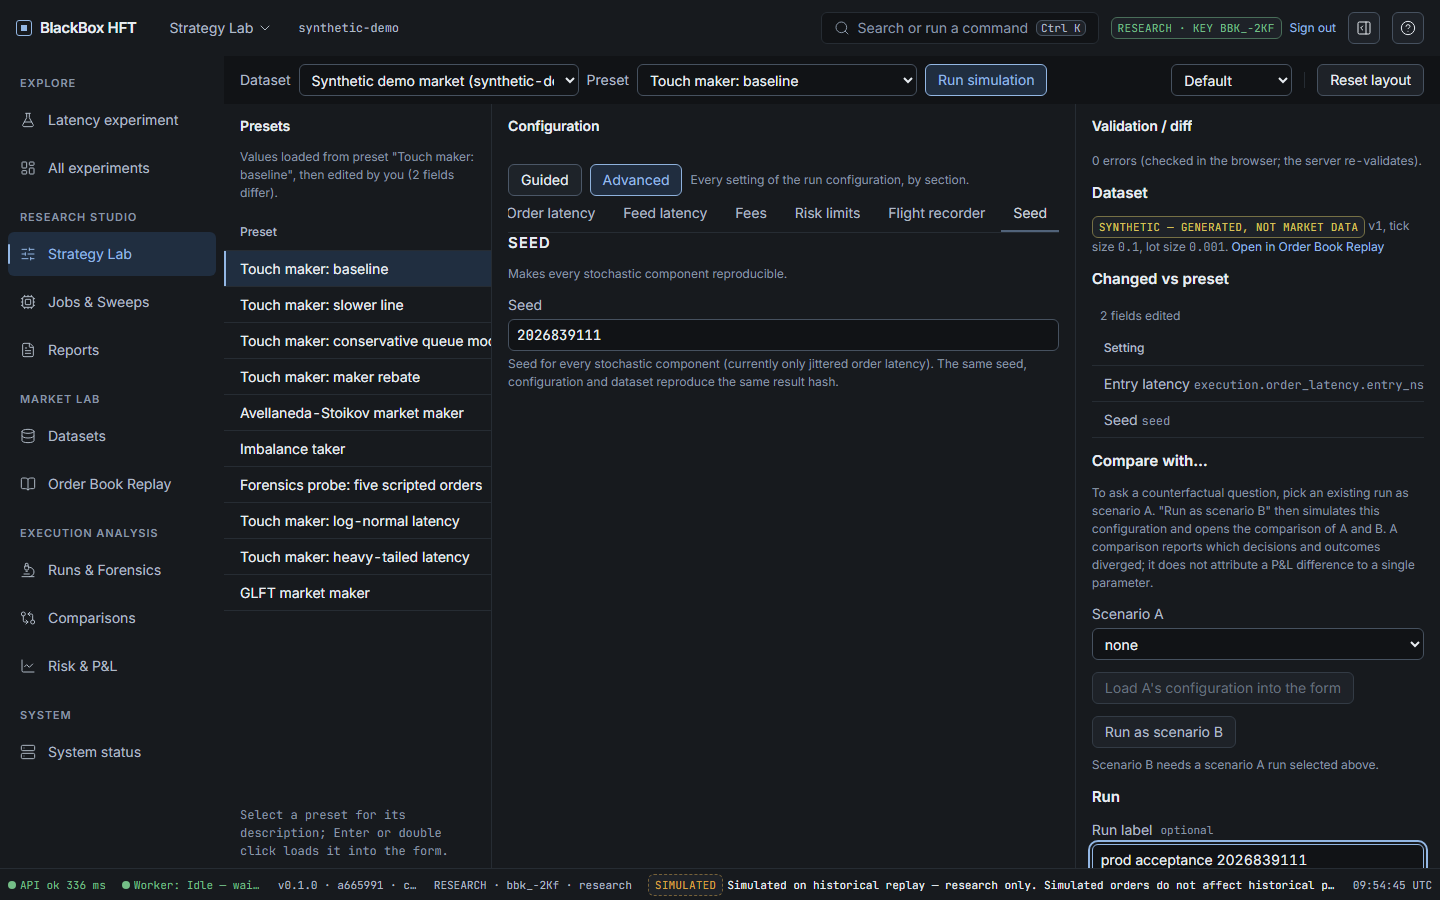 BlackBox HFT
Strategy Lab
synthetic-demo
Search or run a command Ctrl K
RESEARCH · KEY BBK_-2KF
Sign out
EXPLORE
Latency experiment
All experiments
RESEARCH STUDIO
Strategy Lab
Jobs & Sweeps
Reports
MARKET LAB
Datasets
Order Book Replay
EXECUTION ANALYSIS
Runs & Forensics
Comparisons
Risk & P&L
SYSTEM
System status
Dataset
Synthetic demo market (synthetic-de
Preset
Touch maker: baseline
Run simulation
Default
Reset layout
Presets
Values loaded from preset "Touch maker:
baseline", then edited by you (2 fields
differ).
Preset
Touch maker: baseline
Touch maker: slower line
Touch maker: conservative queue mod
Touch maker: maker rebate
Avellaneda-Stoikov market maker
Imbalance taker
Forensics probe: five scripted orders
Touch maker: log-normal latency
Touch maker: heavy-tailed latency
GLFT market maker
Select a preset for its
description; Enter or double
click loads it into the form.
Configuration
Guided
Advanced
Every setting of the run configuration, by section.
Order latency
Feed latency
Fees
Risk limits
Flight recorder
Seed
SEED
Makes every stochastic component reproducible.
Seed
2026839111
Seed for every stochastic component (currently only jittered order latency). The same seed,
configuration and dataset reproduce the same result hash.
Validation / diff
0 errors (checked in the browser; the server re-validates).
Dataset
SYNTHETIC — GENERATED, NOT MARKET DATA v1, tick
size 0.1, lot size 0.001. Open in Order Book Replay
Changed vs preset
2 fields edited
Setting
Entry latency execution.order_latency.entry_ns
Seed seed
Compare with...
To ask a counterfactual question, pick an existing run as
scenario A. "Run as scenario B" then simulates this
configuration and opens the comparison of A and B. A
comparison reports which decisions and outcomes
diverged; it does not attribute a P&L difference to a single
parameter.
Scenario A
none
Load A's configuration into the form
Run as scenario B
Scenario B needs a scenario A run selected above.
Run
Run label optional
prod acceptance 2026839111
API ok 336 ms
Worker: Idle — wai…
v0.1.0 · a665991 · c…
RESEARCH · bbk_-2Kf · research
SIMULATED
Simulated on historical replay — research only. Simulated orders do not affect historical p…
09:54:45 UTC